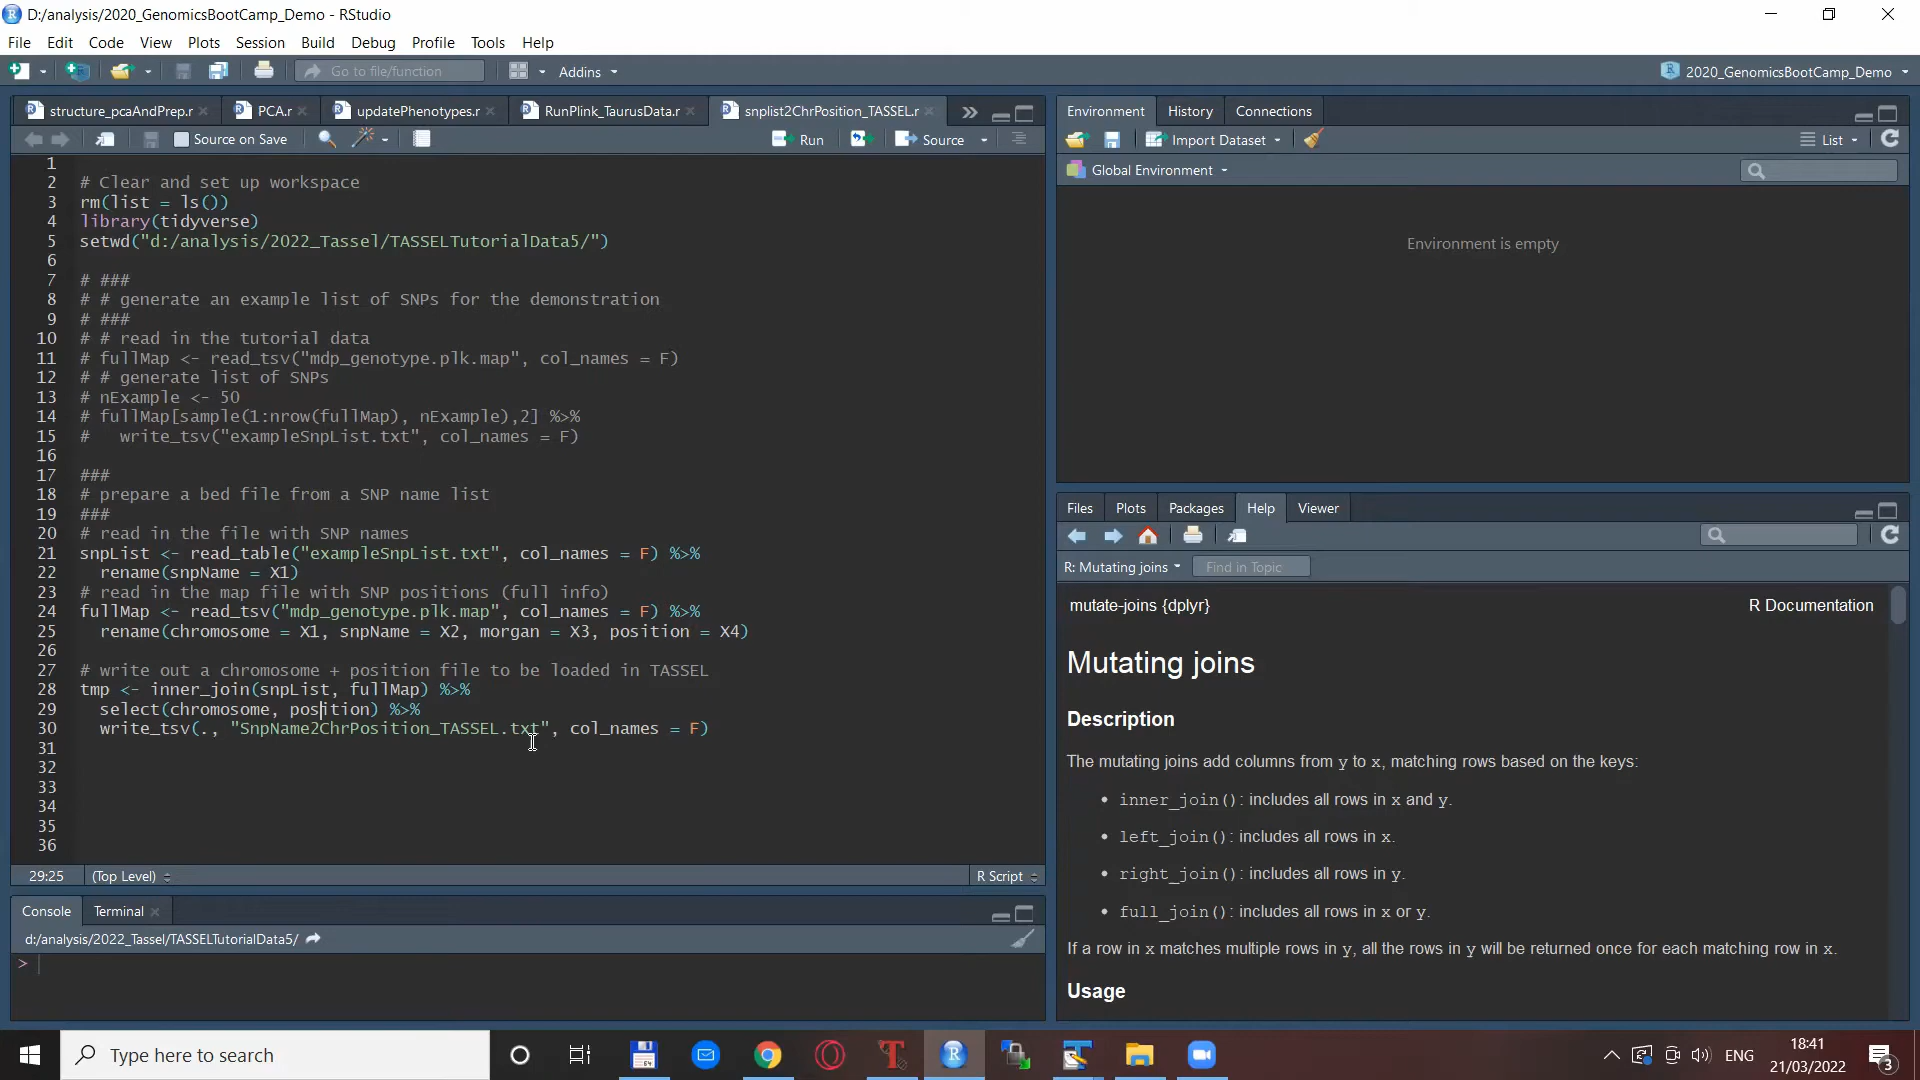 D:/analysis/2020_GenomicsBootCamp_Demo - RStudio
File Edit Code View Plots Session Build Debug Profile Tools Help
Go to file/function Addins 2020_GenomicsBootCamp_Demo
structure_pcaAndPrep.r PCA.r updatePhenotypes.r RunPlink_TaurusData.r snplist2ChrPosition_TASSEL.r
Source on Save Run Source
1
2 # Clear and set up workspace
3 rm(list = ls())
4 library(tidyverse)
5 setwd("d:/analysis/2022_Tassel/TASSELTutorialData5/")
6
7 # ###
8 # # generate an example list of SNPs for the demonstration
9 # ###
10 # # read in the tutorial data
11 # fullMap <- read_tsv("mdp_genotype.plk.map", col_names = F)
12 # # generate list of SNPs
13 # nExample <- 50
14 # fullMap[sample(1:nrow(fullMap), nExample),2] %>%
15 #   write_tsv("exampleSnpList.txt", col_names = F)
16
17 ###
18 # prepare a bed file from a SNP name list
19 ###
20 # read in the file with SNP names
21 snpList <- read_table("exampleSnpList.txt", col_names = F) %>%
22   rename(snpName = X1)
23 # read in the map file with SNP positions (full info)
24 fullMap <- read_tsv("mdp_genotype.plk.map", col_names = F) %>%
25   rename(chromosome = X1, snpName = X2, morgan = X3, position = X4)
26
27 # write out a chromosome + position file to be loaded in TASSEL
28 tmp <- inner_join(snpList, fullMap) %>%
29   select(chromosome, position) %>%
30   write_tsv(., "SnpName2ChrPosition_TASSEL.txt", col_names = F)
31
32
33
34
35
36
29:25 (Top Level) R Script
Console Terminal
d:/analysis/2022_Tassel/TASSELTutorialData5/
>
Environment History Connections
Import Dataset List
Global Environment
Environment is empty
Files Plots Packages Help Viewer
R: Mutating joins Find in Topic
mutate-joins {dplyr} R Documentation
Mutating joins
Description
The mutating joins add columns from y to x, matching rows based on the keys:
• inner_join(): includes all rows in x and y.
• left_join(): includes all rows in x.
• right_join(): includes all rows in y.
• full_join(): includes all rows in x or y.
If a row in x matches multiple rows in y, all the rows in y will be returned once for each matching row in x.
Usage
Type here to search
ENG
18:41
21/03/2022
3